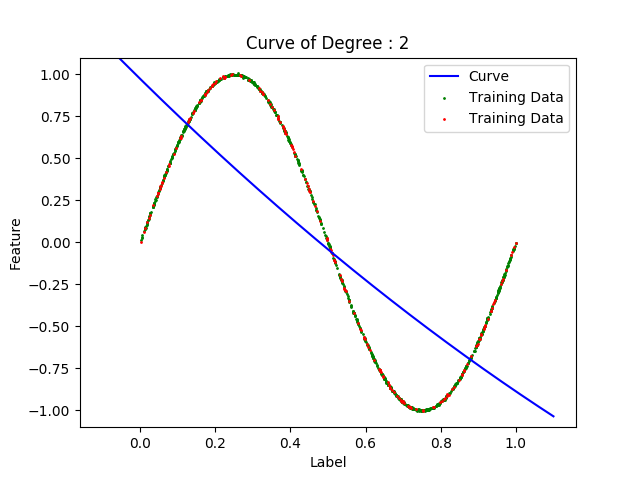 Curve of Degree : 2
Curve
Training Data
Training Data
1.00
0.75
0.50
0.25
0.00
−0.25
−0.50
−0.75
−1.00
Feature
0.0 0.2 0.4 0.6 0.8 1.0
Label